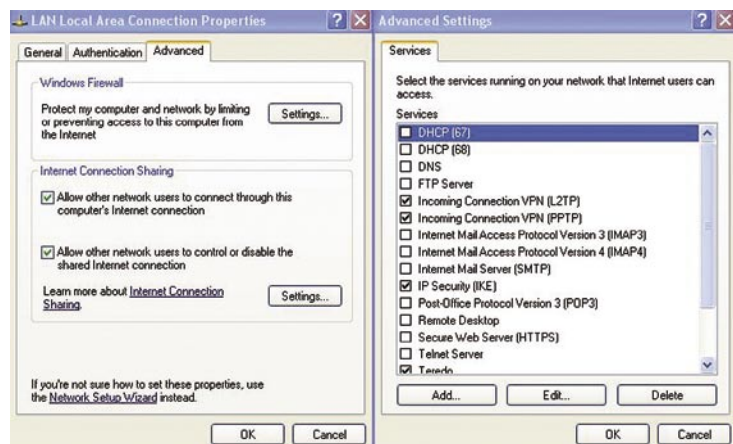 LAN Local Area Connection Properties
General
Authentication
Advanced
Windows Firewall
Protect my computer and network by limiting
or preventing access to this computer from
the Internet
Settings...
Internet Connection Sharing
Allow other network users to connect through this
computer's Internet connection
Allow other network users to control or disable the
shared Internet connection
Learn more about Internet Connection
Sharing.
Settings...
If you're not sure how to set these properties, use
the Network Setup Wizard instead.
OK
Cancel
Advanced Settings
Services
Select the services running on your network that Internet users can
access.
Services
DHCP (67)
DHCP (68)
DNS
FTP Server
Incoming Connection VPN (L2TP)
Incoming Connection VPN (PPTP)
Internet Mail Access Protocol Version 3 (IMAP3)
Internet Mail Access Protocol Version 4 (IMAP4)
Internet Mail Server (SMTP)
IP Security (IKE)
Post-Office Protocol Version 3 (POP3)
Remote Desktop
Secure Web Server (HTTPS)
Telnet Server
Teredo
Add...
Edit...
Delete
OK
Cancel